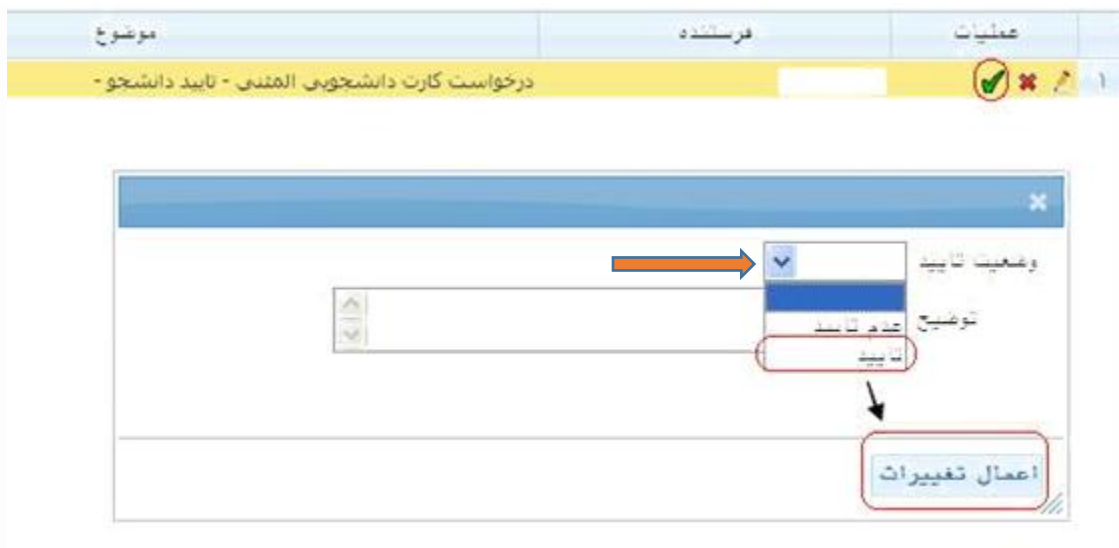 عملیات فرستنده موضوع
۱ درخواست کارت دانشجویی المثنی - تایید دانشجو -
وضعیت تایید
توضیح
عدم تایید
تایید
اعمال تغییرات